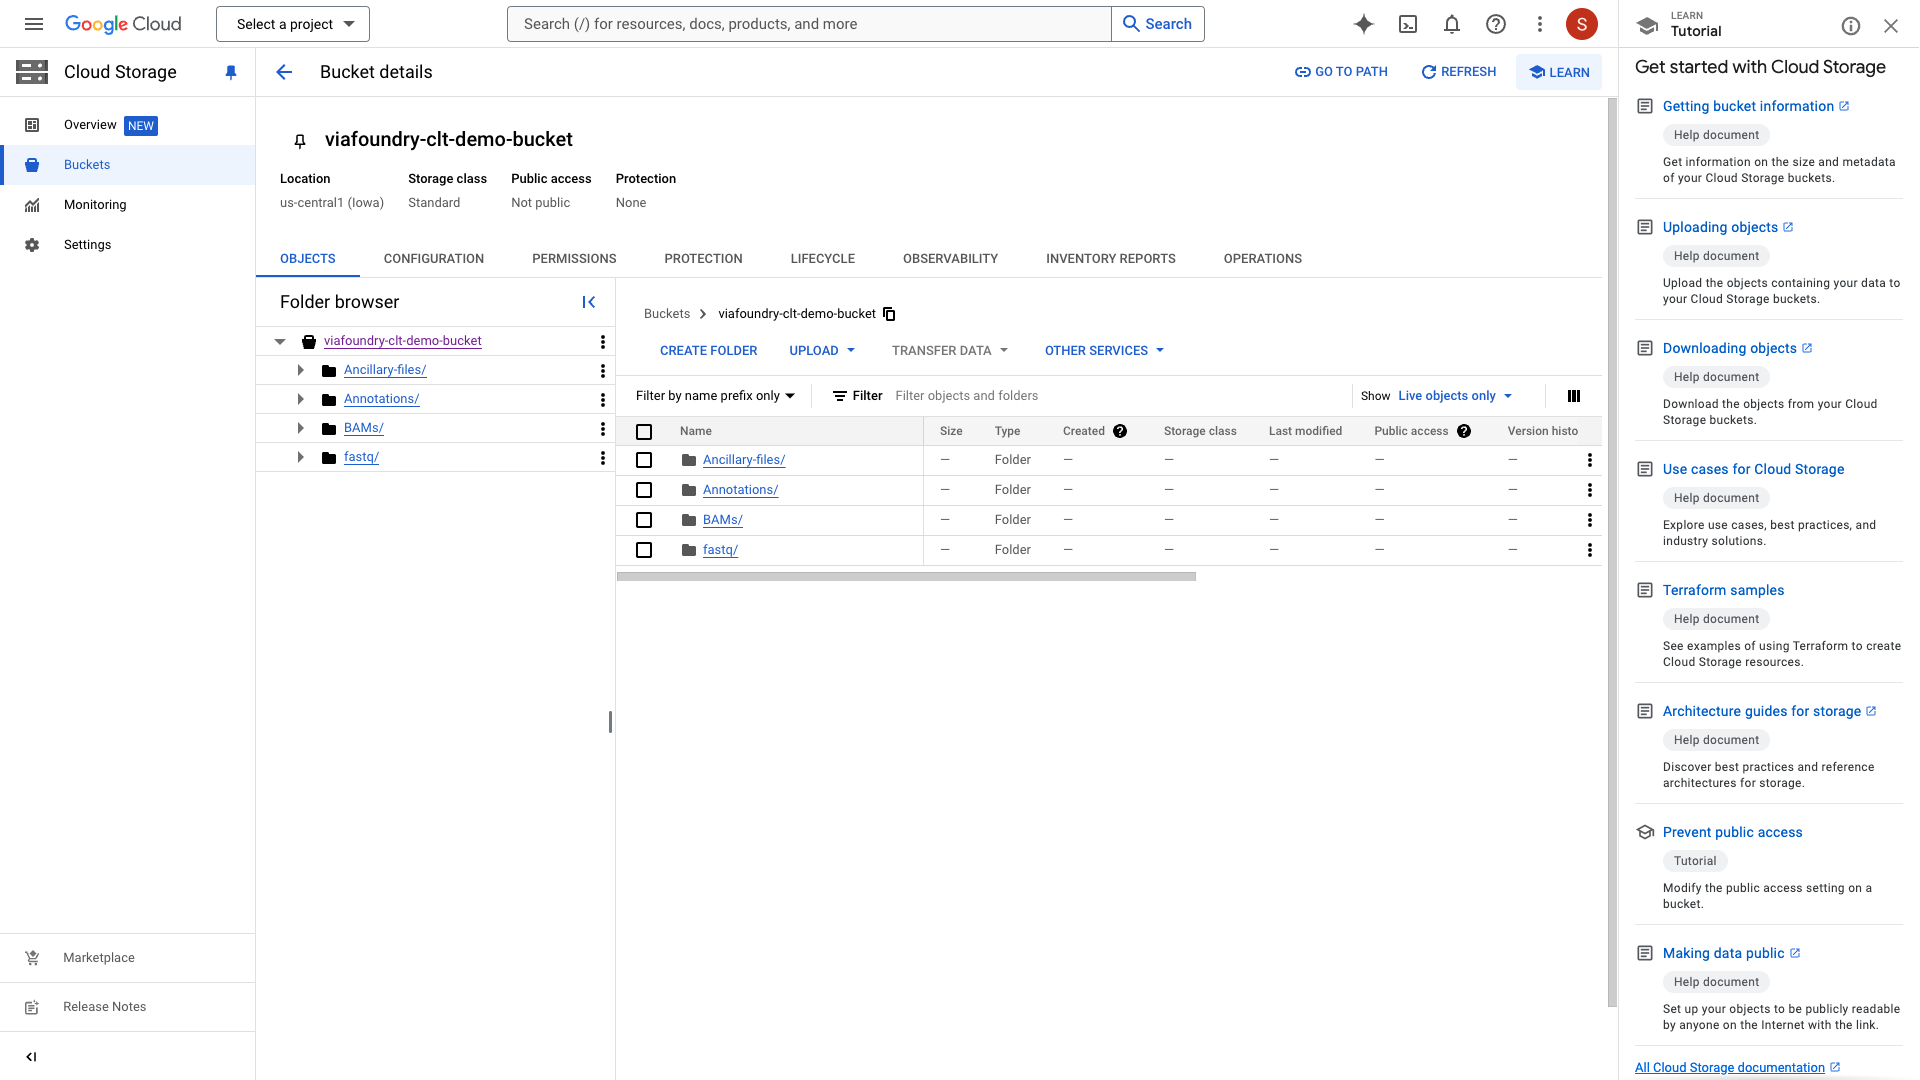 Google Cloud
Select a project
Search (/) for resources, docs, products, and more
Search
S
LEARN
Tutorial
Cloud Storage
Bucket details
GO TO PATH
REFRESH
LEARN
Overview NEW
Buckets
Monitoring
Settings
Marketplace
Release Notes
viafoundry-clt-demo-bucket
Location Storage class Public access Protection
us-central1 (Iowa) Standard Not public None
OBJECTS CONFIGURATION PERMISSIONS PROTECTION LIFECYCLE OBSERVABILITY INVENTORY REPORTS OPERATIONS
Folder browser
viafoundry-clt-demo-bucket
Ancillary-files/
Annotations/
BAMs/
fastq/
Buckets viafoundry-clt-demo-bucket
CREATE FOLDER UPLOAD TRANSFER DATA OTHER SERVICES
Filter by name prefix only Filter Filter objects and folders Show Live objects only
Name Size Type Created Storage class Last modified Public access Version histo
Ancillary-files/ — Folder — — — — —
Annotations/ — Folder — — — — —
BAMs/ — Folder — — — — —
fastq/ — Folder — — — — —
Get started with Cloud Storage
Getting bucket information
Help document
Get information on the size and metadata
of your Cloud Storage buckets.
Uploading objects
Help document
Upload the objects containing your data to
your Cloud Storage buckets.
Downloading objects
Help document
Download the objects from your Cloud
Storage buckets.
Use cases for Cloud Storage
Help document
Explore use cases, best practices, and
industry solutions.
Terraform samples
Help document
See examples of using Terraform to create
Cloud Storage resources.
Architecture guides for storage
Help document
Discover best practices and reference
architectures for storage.
Prevent public access
Tutorial
Modify the public access setting on a
bucket.
Making data public
Help document
Set up your objects to be publicly readable
by anyone on the Internet with the link.
All Cloud Storage documentation